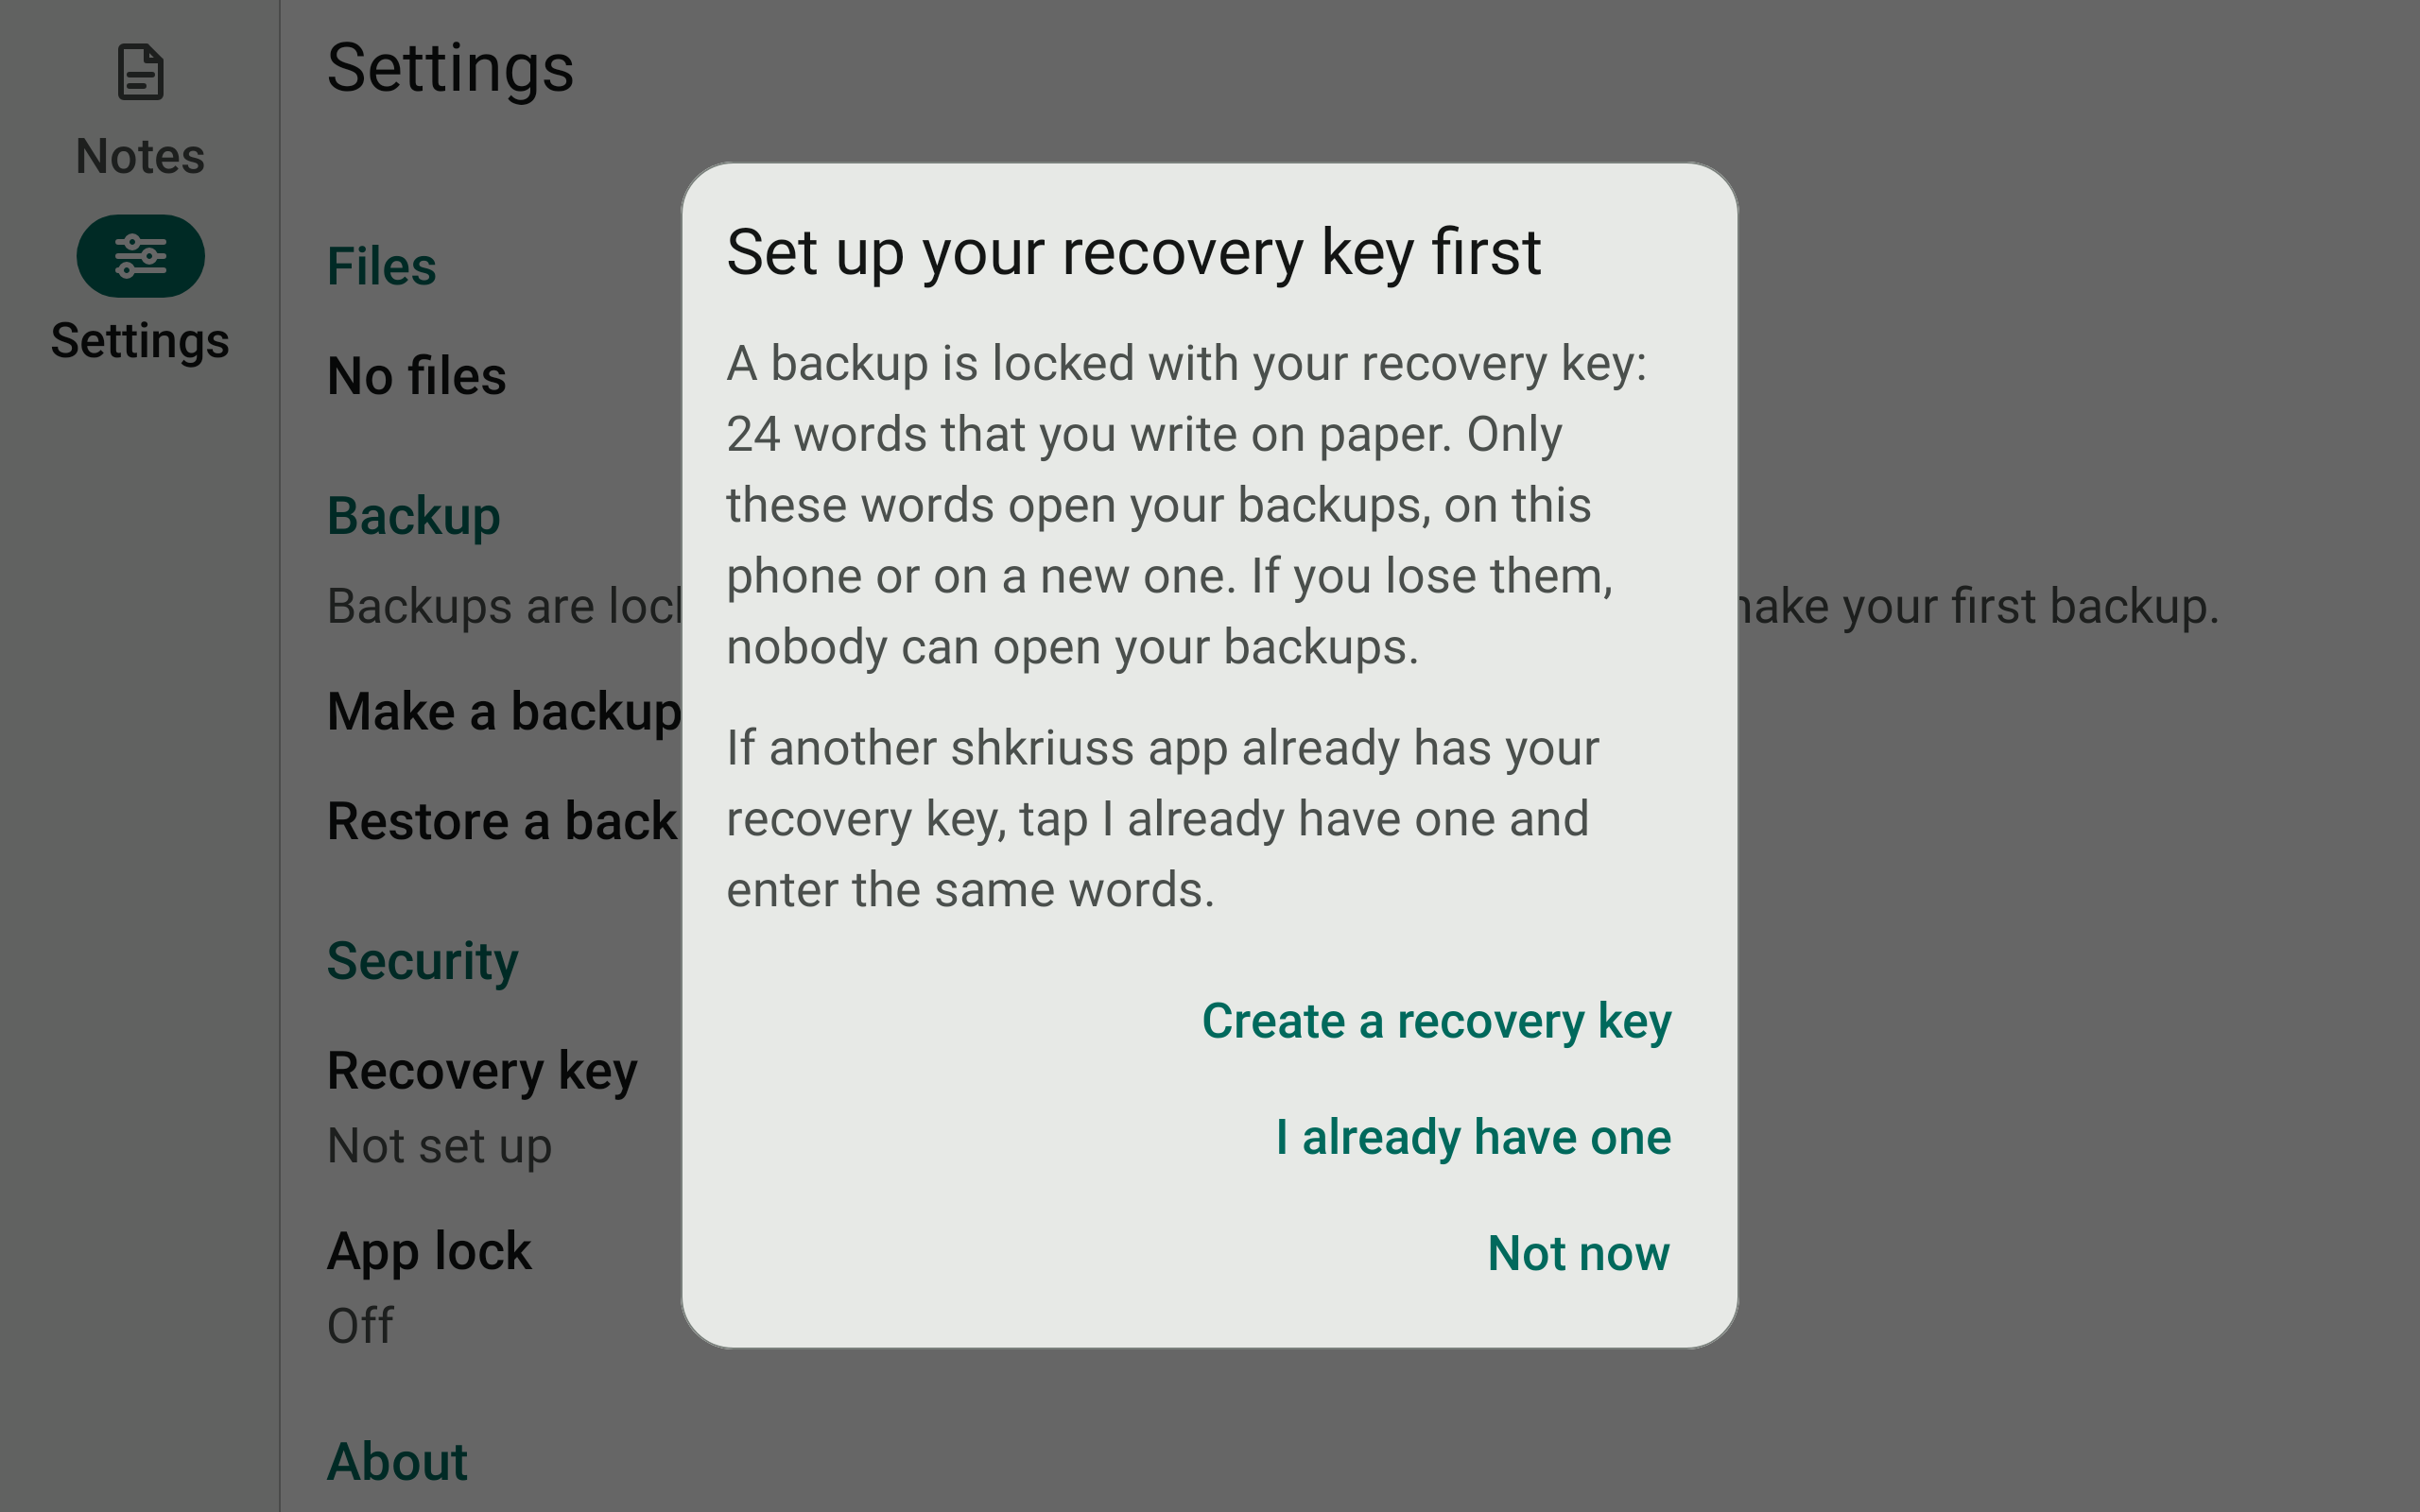 Settings
Notes
Settings
Files
No files
Backup
Backups are
make your first backup.
Make a backup
Restore a
Security
Recovery key
Not set up
App lock
Off
About
Set up your recovery key first
A backup is locked with your recovery key:
24 words that you write on paper. Only
these words open your backups, on this
phone or on a new one. If you lose them,
nobody can open your backups.
If another shkriuss app already has your
recovery key, tap I already have one and
enter the same words.
Create a recovery key
I already have one
Not now